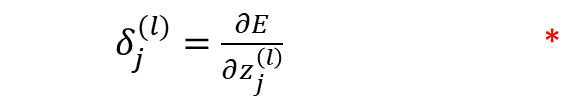 δ_j^{(l)} = ∂E / ∂z_j^{(l)} *